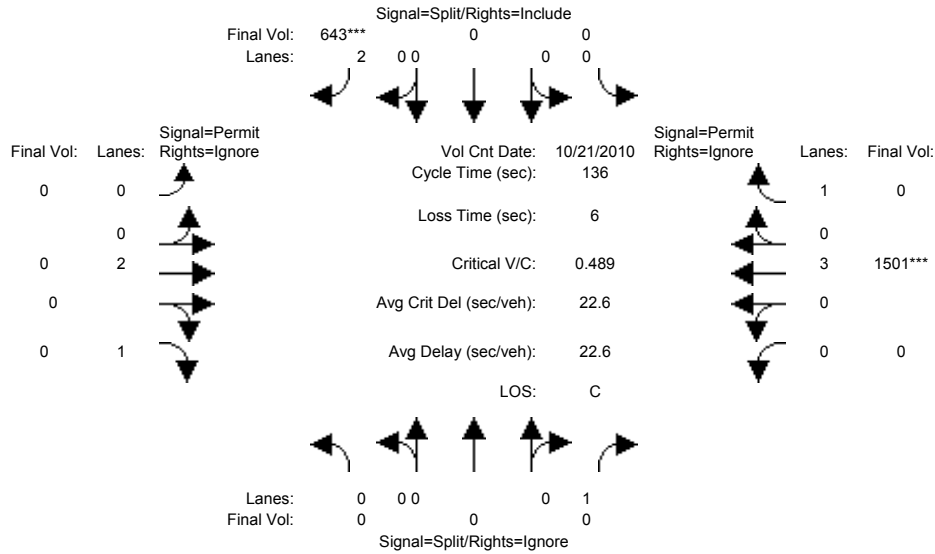 Signal=Split/Rights=Include
Final Vol: 643*** 0 0
Lanes: 2 0 0 0 0
Signal=Permit Signal=Permit
Final Vol: Lanes: Rights=Ignore Vol Cnt Date: 10/21/2010 Rights=Ignore Lanes: Final Vol:
Cycle Time (sec): 136
0 0 1 0
Loss Time (sec): 6
0 0
0 2 Critical V/C: 0.489 3 1501***
0 Avg Crit Del (sec/veh): 22.6 0
0 1 Avg Delay (sec/veh): 22.6 0 0
LOS: C
Lanes: 0 0 0 0 1
Final Vol: 0 0 0
Signal=Split/Rights=Ignore